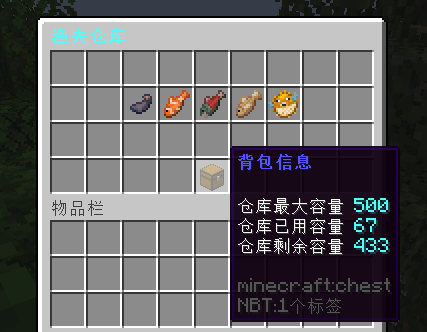 渔夫仓库
背包信息
仓库最大容量 500
仓库已用容量 67
仓库剩余容量 433
minecraft:chest
NBT:1个标签
物品栏